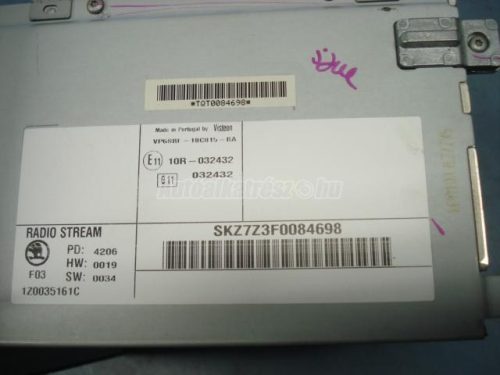 *TQT0084698*
Made in Portugal by Visteon
E11 10R-032432
G 11 032432
autoalkatrész.hu
SKZ7Z3F0084698
RADIO STREAM
PD: 4206
HW: 0019
F03 SW: 0034
1Z0035161C